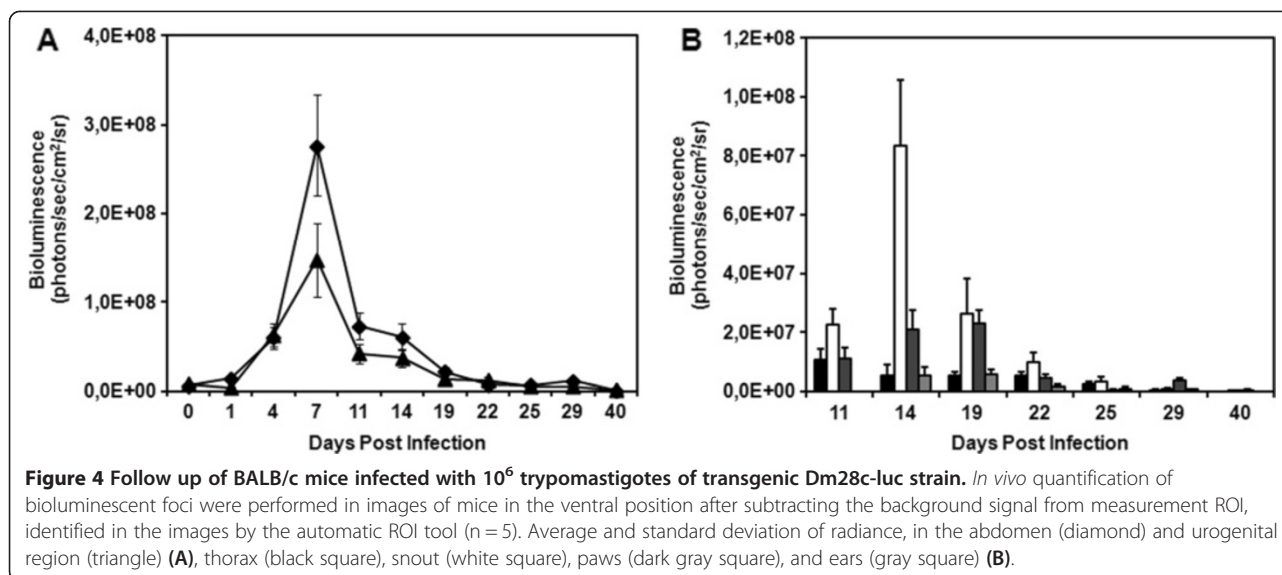 A
4,0E+08
3,0E+08
2,0E+08
1,0E+08
0,0E+00
Bioluminescence
(photons/sec/cm²/sr)
0 1 4 7 11 14 19 22 25 29 40
Days Post Infection
B
1,2E+08
1,0E+08
8,0E+07
6,0E+07
4,0E+07
2,0E+07
0,0E+00
Bioluminescence
(photons/sec/cm²/sr)
11 14 19 22 25 29 40
Days Post Infection
Figure 4 Follow up of BALB/c mice infected with 10⁶ trypomastigotes of transgenic Dm28c-luc strain. In vivo quantification of
bioluminescent foci were performed in images of mice in the ventral position after subtracting the background signal from measurement ROI,
identified in the images by the automatic ROI tool (n = 5). Average and standard deviation of radiance, in the abdomen (diamond) and urogenital
region (triangle) (A), thorax (black square), snout (white square), paws (dark gray square), and ears (gray square) (B).